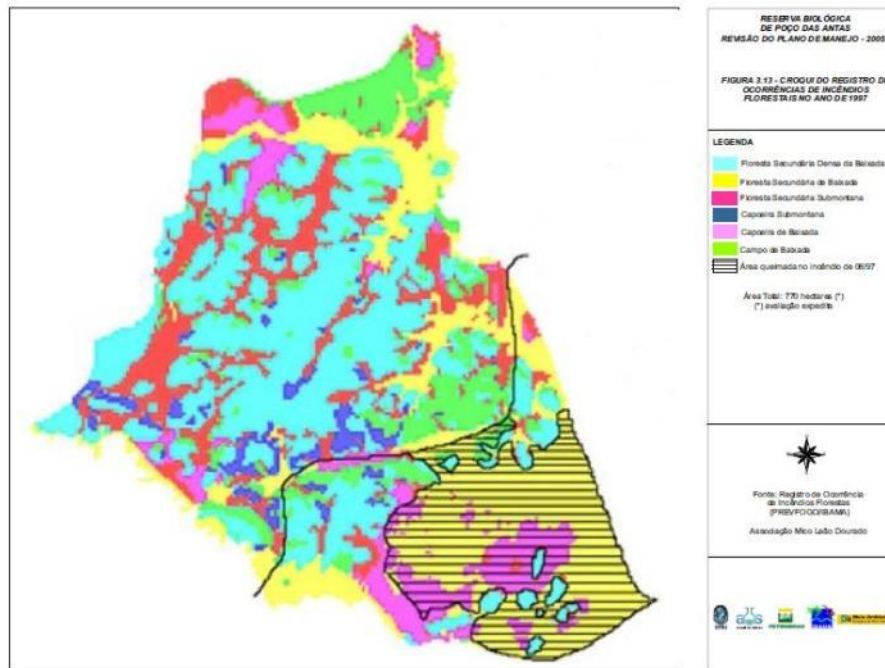 RESERVA BIOLÓGICA
DE POÇO DAS ANTAS
REVISÃO DO PLANO DE MANEJO - 2005
FIGURA 3.13 - CROQUI DO REGISTRO DE
OCORRÊNCIAS DE INCÊNDIOS
FLORESTAIS NO ANO DE 1997
LEGENDA
Floresta Secundária Densa da Baixada
Floresta Secundária de Baixada
Floresta Secundária Submontana
Capoeira Submontana
Capoeira de Baixada
Campo de Baixada
Área queimada no incêndio de 08/97
Área Total: 770 hectares (*)
(*) avaliação expedita
Fonte: Registro de Ocorrência
de Incêndios Florestas
(PREVFOGO/IBAMA)
Associação Mico Leão Dourado
PETROBRAS